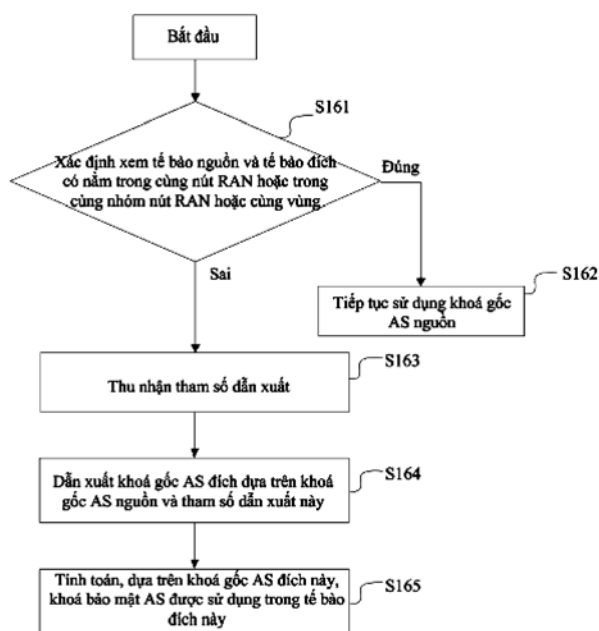 Bắt đầu
S161
Xác định xem tế bào nguồn và tế bào đích
có nằm trong cùng nút RAN hoặc trong
cùng nhóm nút RAN hoặc cùng vùng
Đúng
Sai
S162
Tiếp tục sử dụng khoá gốc
AS nguồn
S163
Thu nhận tham số dẫn xuất
S164
Dẫn xuất khoá gốc AS đích dựa trên khoá
gốc AS nguồn và tham số dẫn xuất này
S165
Tính toán, dựa trên khoá gốc AS đích này,
khoá bảo mật AS được sử dụng trong tế bào
đích này